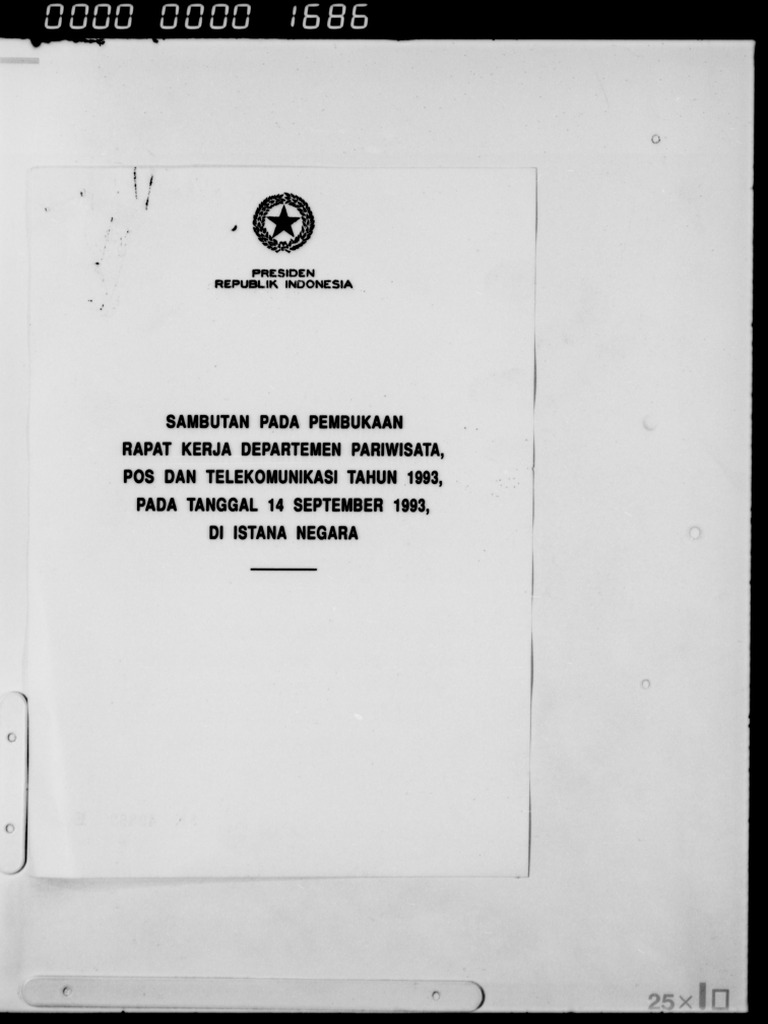 0000 0000 1686
PRESIDEN
REPUBLIK INDONESIA
SAMBUTAN PADA PEMBUKAAN
RAPAT KERJA DEPARTEMEN PARIWISATA,
POS DAN TELEKOMUNIKASI TAHUN 1993,
PADA TANGGAL 14 SEPTEMBER 1993,
DI ISTANA NEGARA
25×